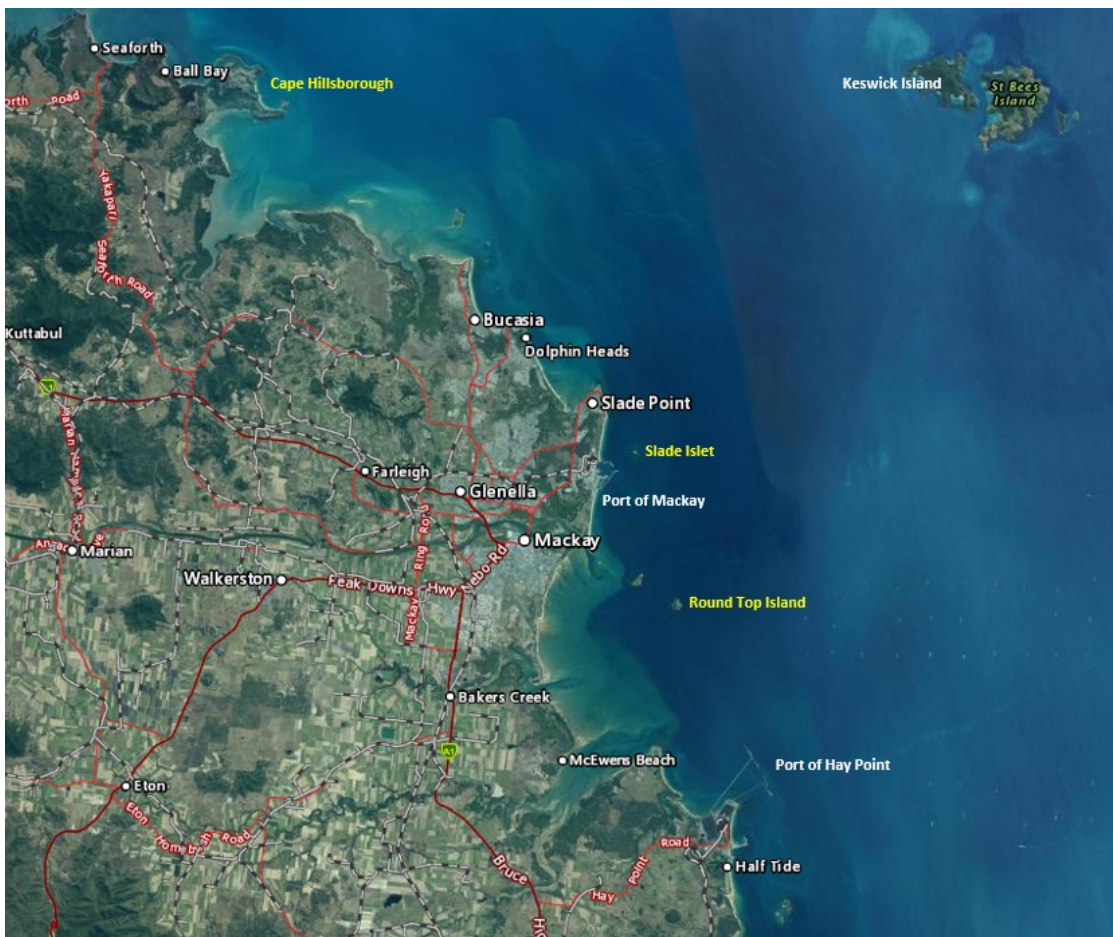 Seaforth
Ball Bay
Cape Hillsborough
Keswick Island
St Bees
Island
orth Road
Yakapari
Seaforth Road
Bucasia
Dolphin Heads
Kuttabul
Slade Point
Slade Islet
Farleigh
Glenella
Port of Mackay
Marian
Mackay
Walkerston
Peak Downs Hwy
Nebo Rd
Mackay Ring Road
Round Top Island
Bakers Creek
A1
McEwens Beach
Port of Hay Point
Eton
Eton Homebush Road
Bruce
Hay Point Road
Half Tide